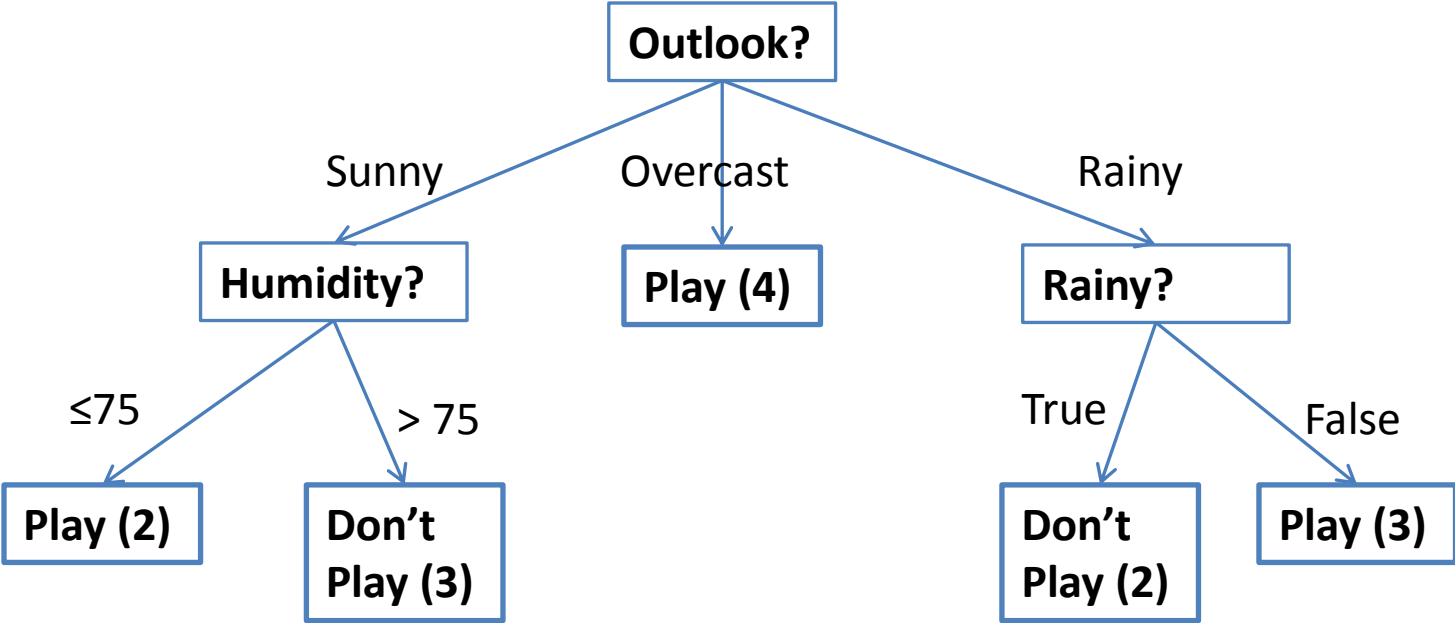 Outlook?
Sunny
Overcast
Rainy
Humidity?
Play (4)
Rainy?
≤75
> 75
True
False
Play (2)
Don’t
Play (3)
Don’t
Play (2)
Play (3)